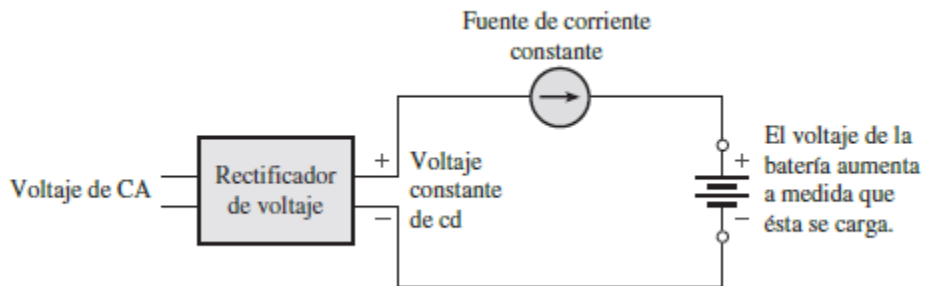 Fuente de corriente
constante
Voltaje de CA
Rectificador
de voltaje
+
−
Voltaje
constante
de cd
+
−
El voltaje de la
batería aumenta
a medida que
ésta se carga.